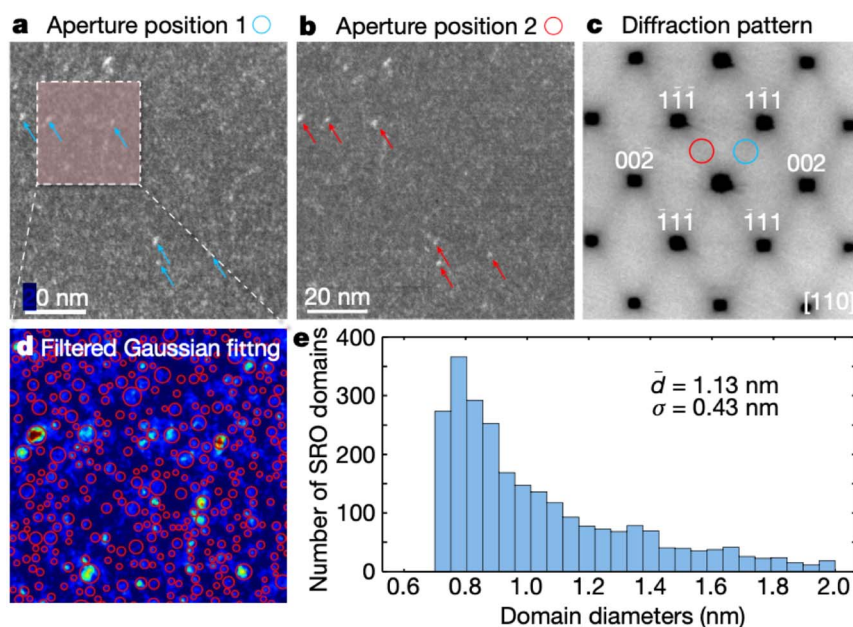 a Aperture position 1
b Aperture position 2
c Diffraction pattern
11̅1̅
11̅1
002̅
002
1̅11̅
1̅11
0 nm
20 nm
[110]
d Filtered Gaussian fittng
e
400
300
200
100
0
Number of SRO domains
d̄ = 1.13 nm
σ = 0.43 nm
0.6 0.8 1.0 1.2 1.4 1.6 1.8 2.0
Domain diameters (nm)